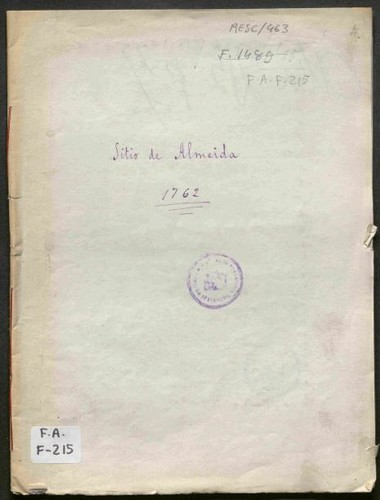 RESC/463
F. 1489
F-A-F-215
Sitio de Almeida
1762
F.A.
F-215